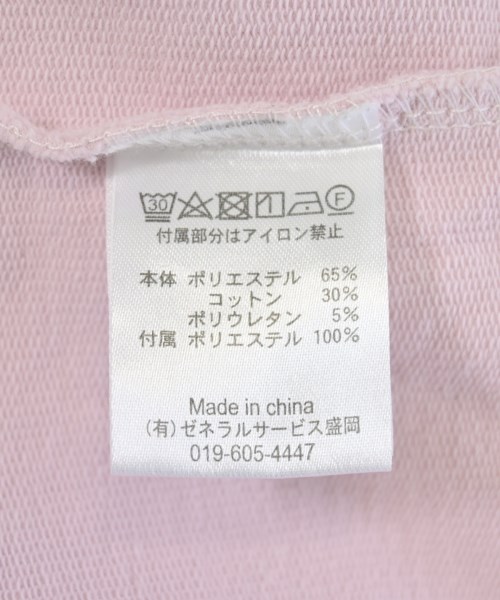 30 F
付属部分はアイロン禁止
本体 ポリエステル 65%
コットン 30%
ポリウレタン 5%
付属 ポリエステル 100%
Made in china
(有)ゼネラルサービス盛岡
019-605-4447